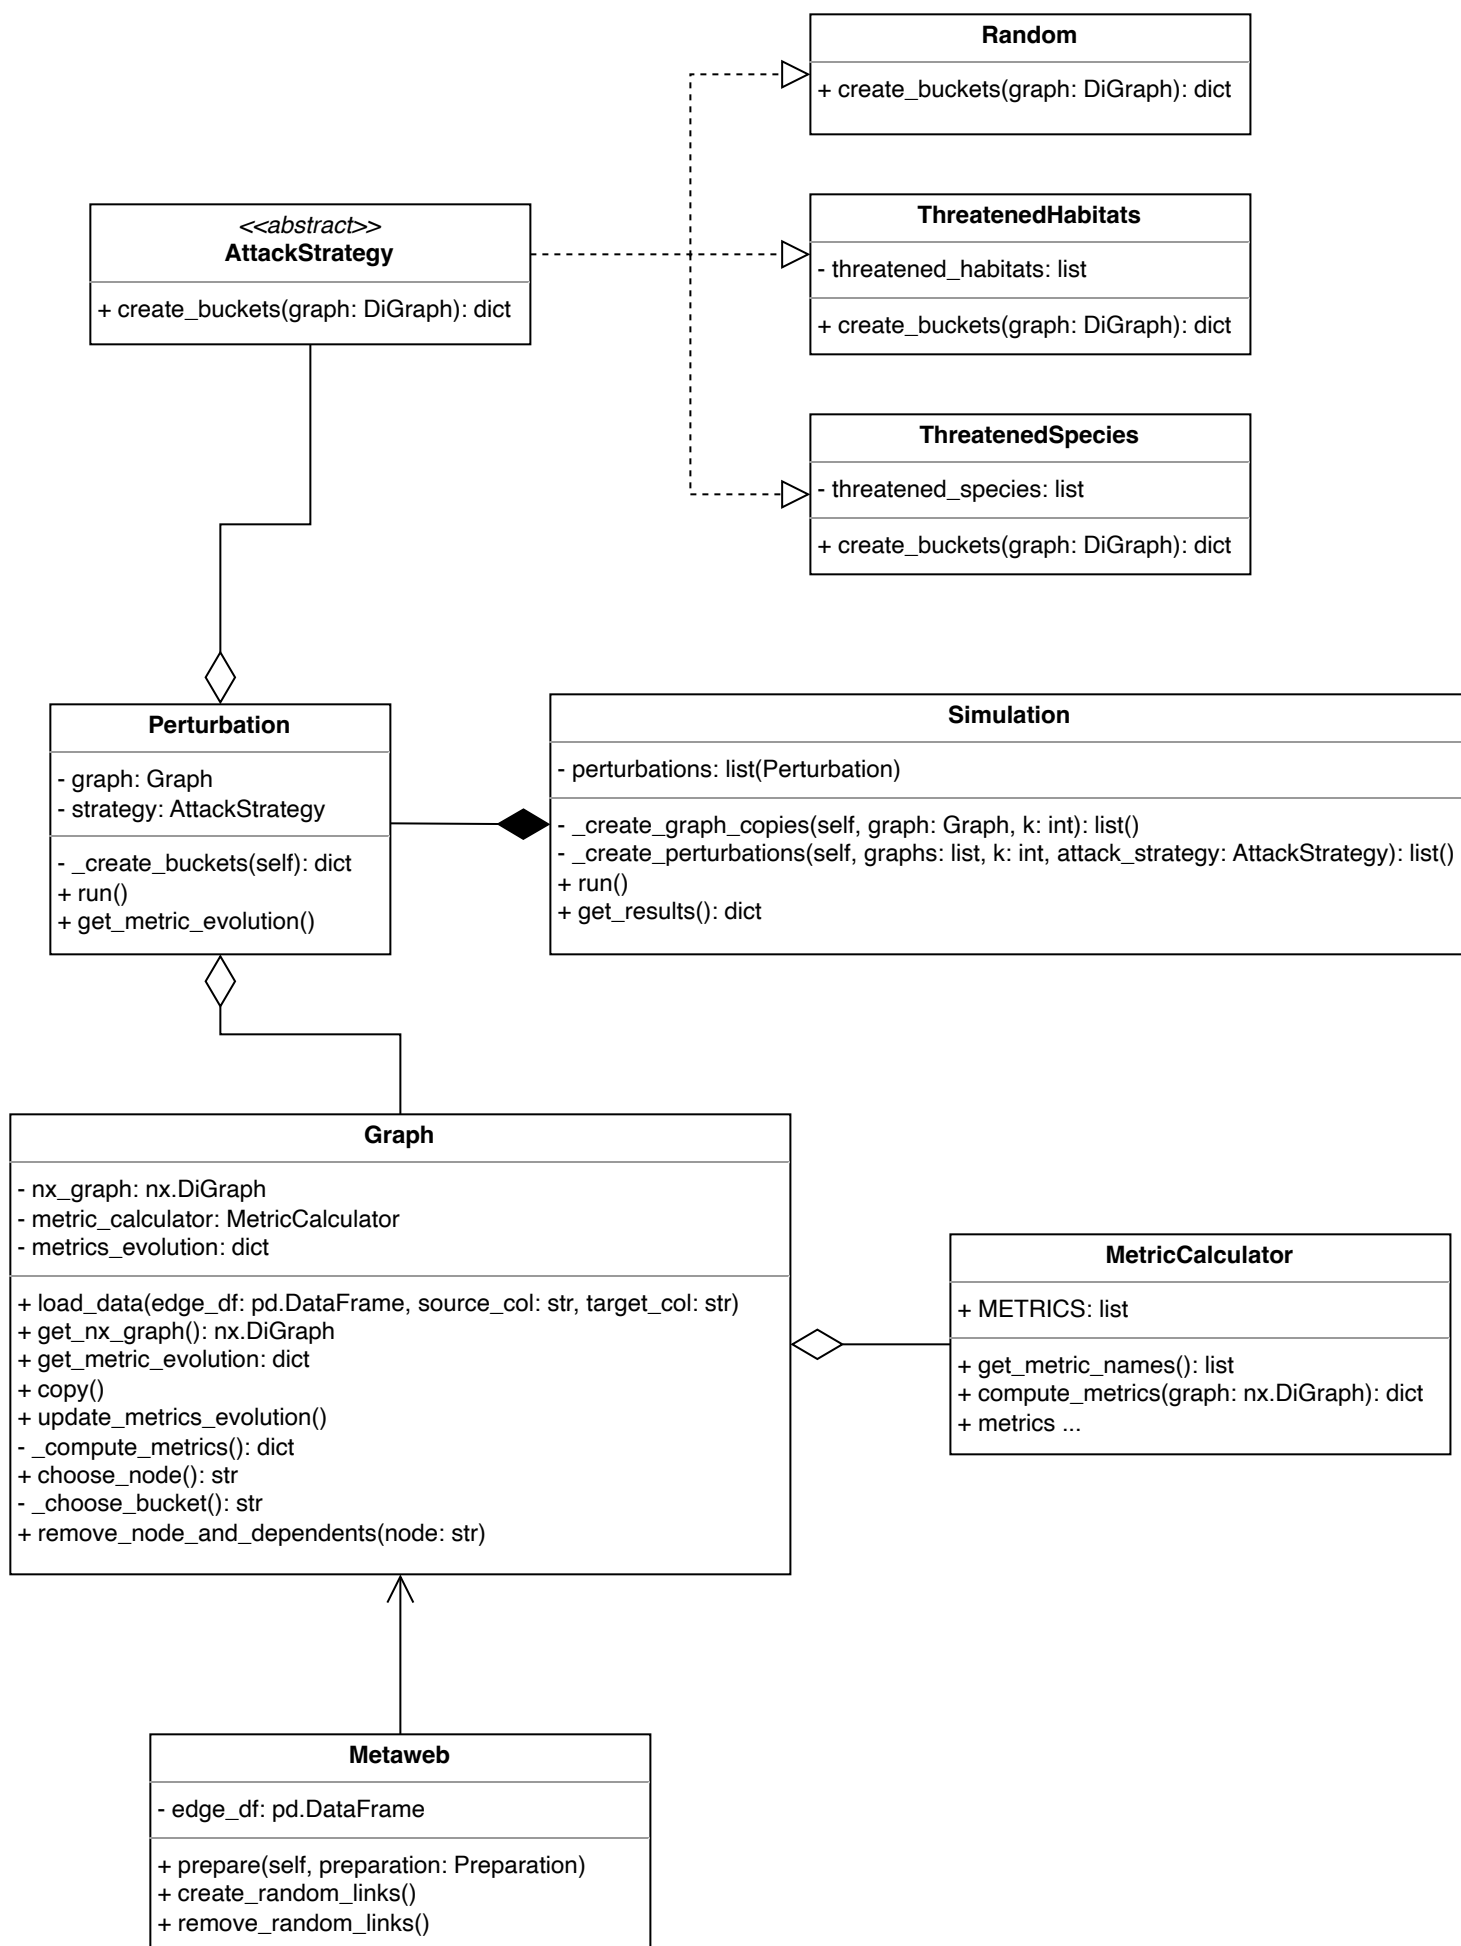 Random
+ create_buckets(graph: DiGraph): dict
<<abstract>>
AttackStrategy
+ create_buckets(graph: DiGraph): dict
ThreatenedHabitats
- threatened_habitats: list
+ create_buckets(graph: DiGraph): dict
ThreatenedSpecies
- threatened_species: list
+ create_buckets(graph: DiGraph): dict
Perturbation
- graph: Graph
- strategy: AttackStrategy
- _create_buckets(self): dict
+ run()
+ get_metric_evolution()
Simulation
- perturbations: list(Perturbation)
- _create_graph_copies(self, graph: Graph, k: int): list()
- _create_perturbations(self, graphs: list, k: int, attack_strategy: AttackStrategy): list()
+ run()
+ get_results(): dict
Graph
- nx_graph: nx.DiGraph
- metric_calculator: MetricCalculator
- metrics_evolution: dict
+ load_data(edge_df: pd.DataFrame, source_col: str, target_col: str)
+ get_nx_graph(): nx.DiGraph
+ get_metric_evolution: dict
+ copy()
+ update_metrics_evolution()
- _compute_metrics(): dict
+ choose_node(): str
- _choose_bucket(): str
+ remove_node_and_dependents(node: str)
MetricCalculator
+ METRICS: list
+ get_metric_names(): list
+ compute_metrics(graph: nx.DiGraph): dict
+ metrics ...
Metaweb
- edge_df: pd.DataFrame
+ prepare(self, preparation: Preparation)
+ create_random_links()
+ remove_random_links()